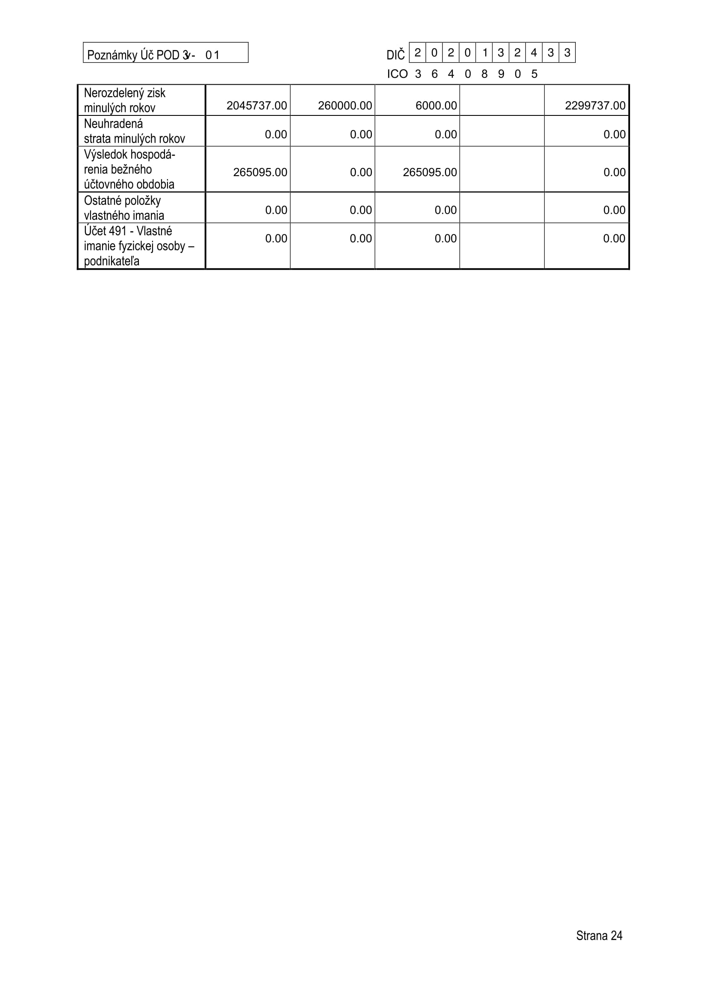 Poznámky Úč POD 3v- 01
DIČ 2 0 2 0 1 3 2 4 3 3
ICO 3 6 4 0 8 9 0 5
Nerozdelený zisk
minulých rokov 2045737.00 260000.00 6000.00 2299737.00
Neuhradená
strata minulých rokov 0.00 0.00 0.00 0.00
Výsledok hospodá-
renia bežného 265095.00 0.00 265095.00 0.00
účtovného obdobia
Ostatné položky
vlastného imania 0.00 0.00 0.00 0.00
Účet 491 - Vlastné
imanie fyzickej osoby – 0.00 0.00 0.00 0.00
podnikateľa
Strana 24